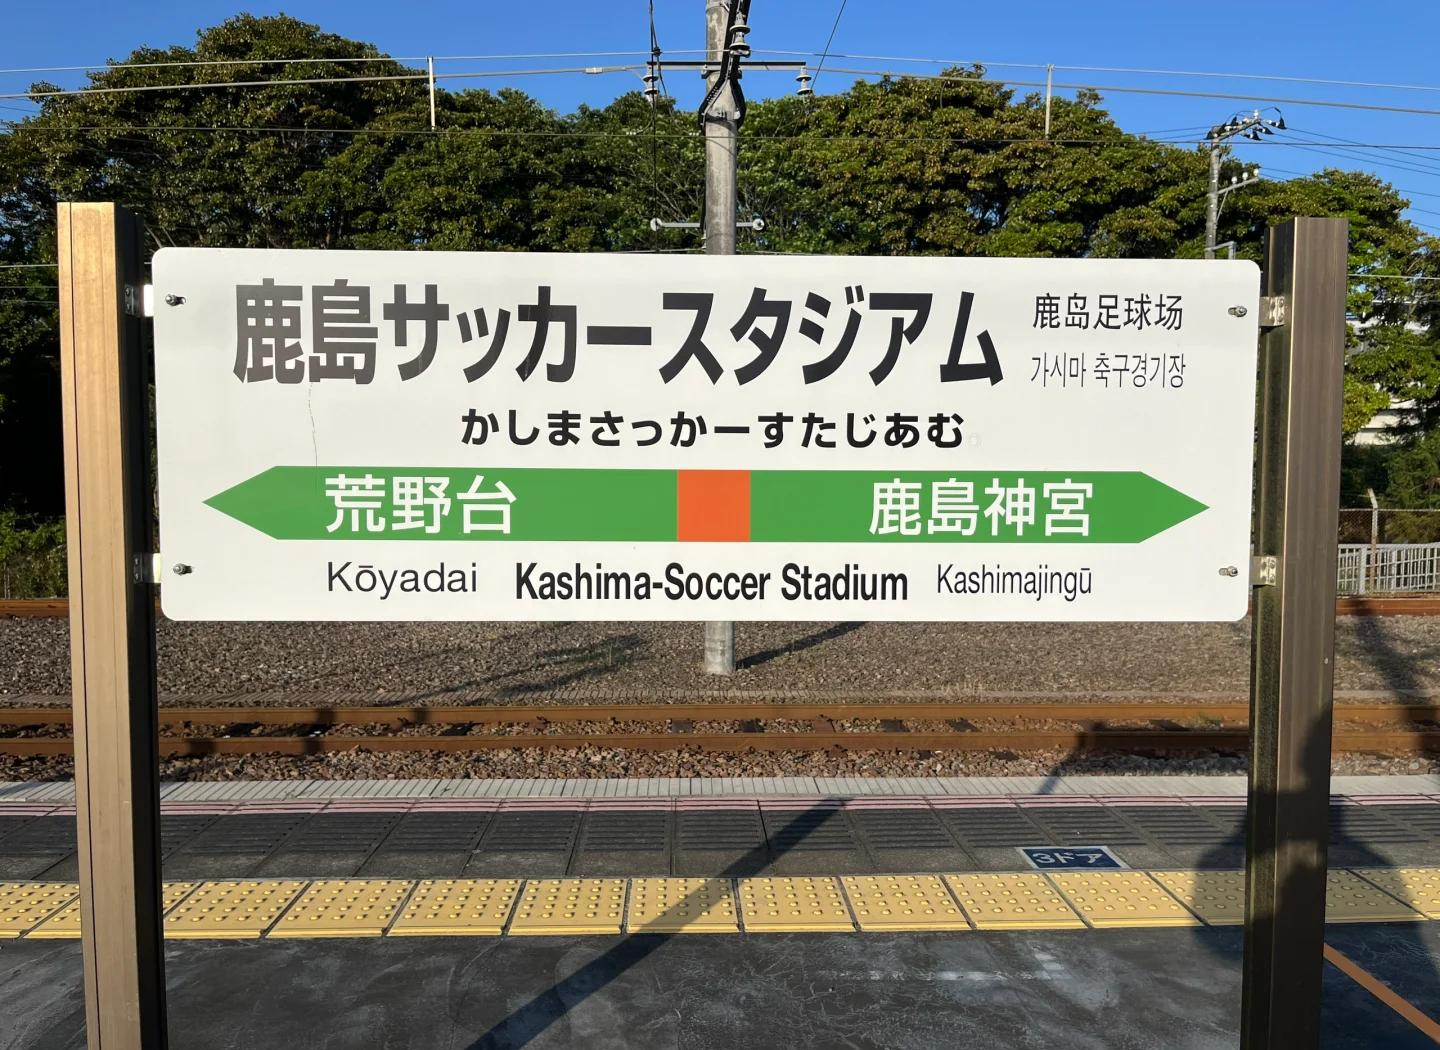 鹿島サッカースタジアム
鹿岛足球场
가시마 축구경기장
かしまさっかーすたじあむ
荒野台 鹿島神宮
Kōyadai Kashima-Soccer Stadium Kashimajingū
3ドア